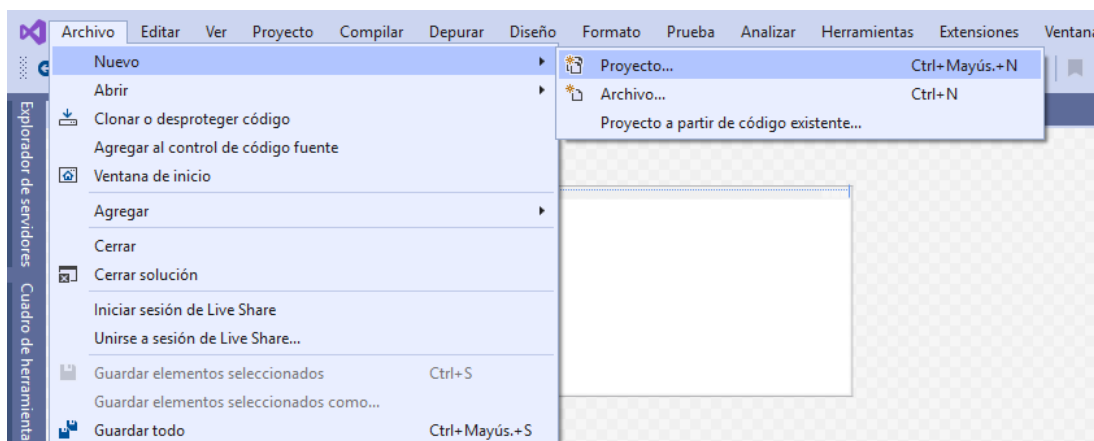 Archivo Editar Ver Proyecto Compilar Depurar Diseño Formato Prueba Analizar Herramientas Extensiones
Nuevo
Proyecto... Ctrl+Mayús.+N
Abrir
Archivo... Ctrl+N
Clonar o desproteger código
Proyecto a partir de código existente...
Agregar al control de código fuente
Ventana de inicio
Agregar
Cerrar
Cerrar solución
Iniciar sesión de Live Share
Unirse a sesión de Live Share...
Guardar elementos seleccionados Ctrl+S
Guardar elementos seleccionados como...
Guardar todo Ctrl+Mayús.+S
Explorador de servidores
Cuadro de